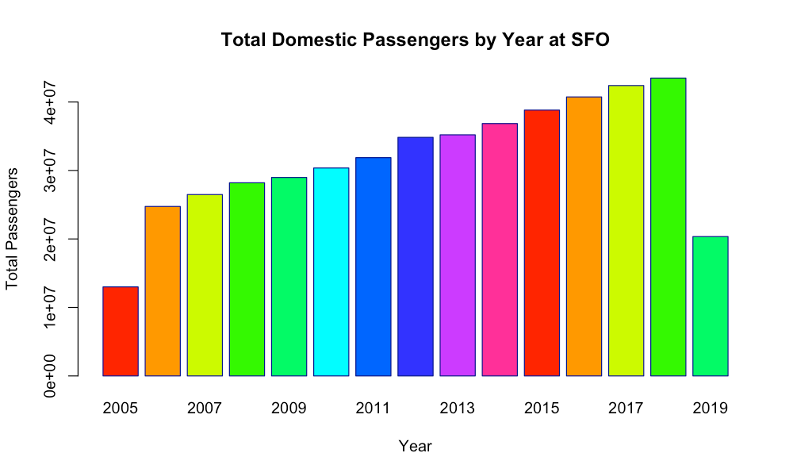 Total Domestic Passengers by Year at SFO
Total Passengers
4e+07
3e+07
2e+07
1e+07
0e+00
2005 2007 2009 2011 2013 2015 2017 2019
Year